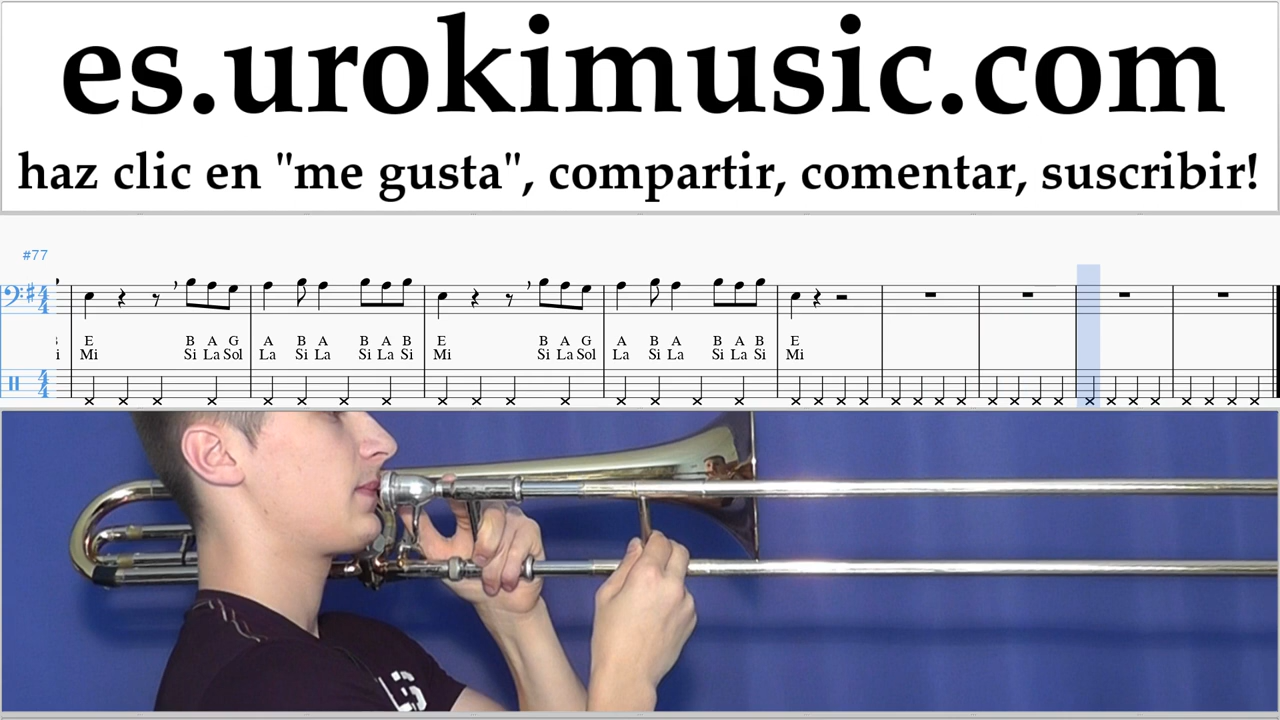 es.urokimusic.com
haz clic en "me gusta", compartir, comentar, suscribir!
#77
E B A G A B A B A B E B A G A B A B A B E
Mi Si La Sol La Si La Si La Si Mi Si La Sol La Si La Si La Si Mi